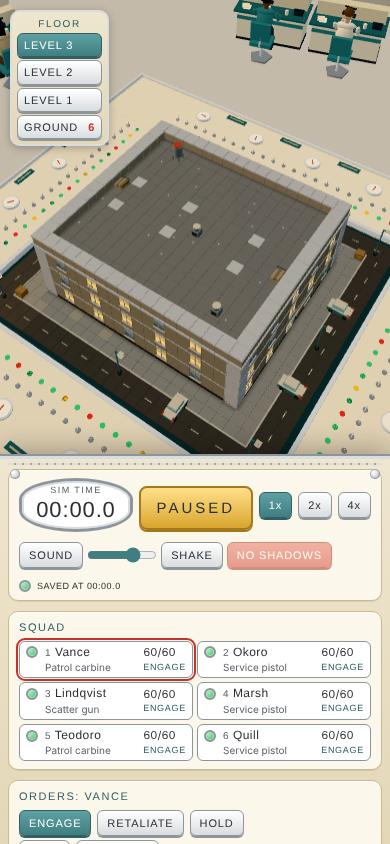 FLOOR
LEVEL 3
LEVEL 2
LEVEL 1
GROUND 6
SIM TIME
00:00.0
PAUSED
1x
2x
4x
SOUND
SHAKE
NO SHADOWS
SAVED AT 00:00.0
SQUAD
1 Vance 60/60
Patrol carbine ENGAGE
2 Okoro 60/60
Service pistol ENGAGE
3 Lindqvist 60/60
Scatter gun ENGAGE
4 Marsh 60/60
Service pistol ENGAGE
5 Teodoro 60/60
Patrol carbine ENGAGE
6 Quill 60/60
Service pistol ENGAGE
ORDERS: VANCE
ENGAGE
RETALIATE
HOLD